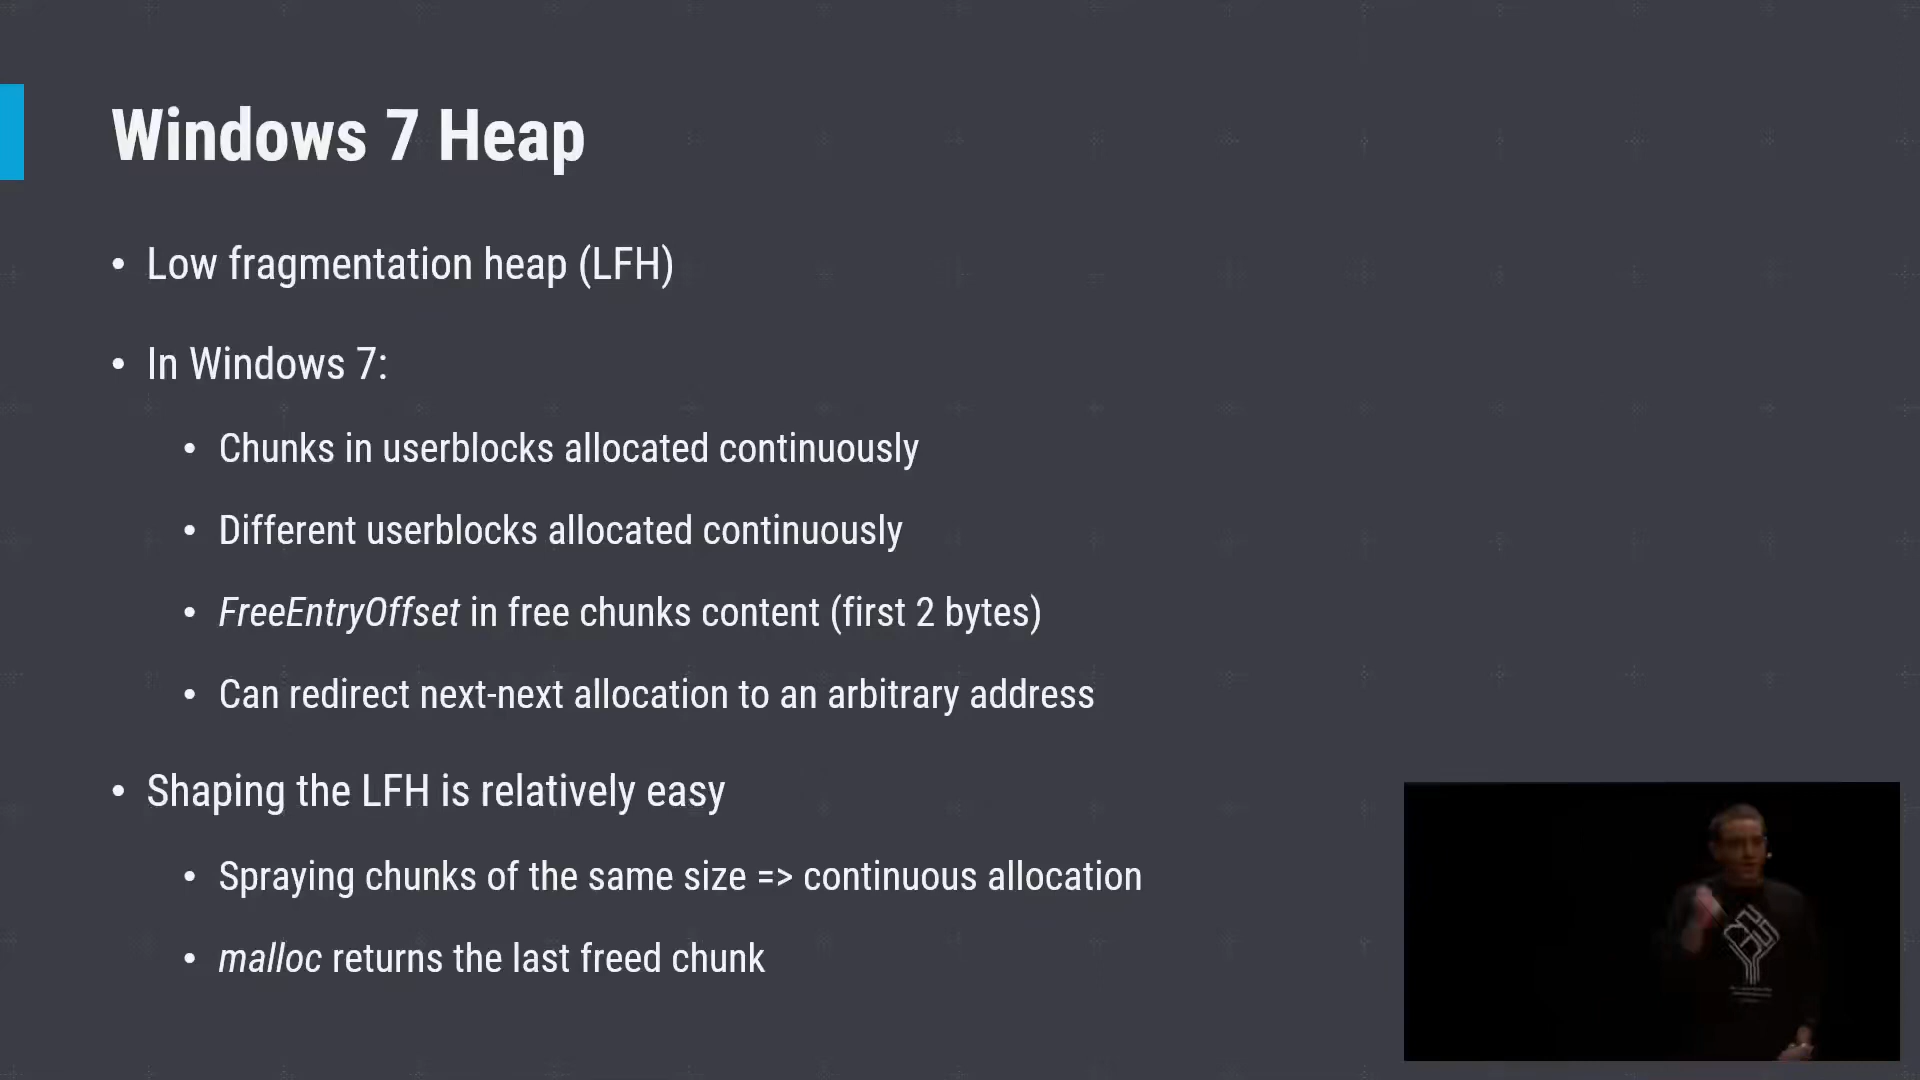 Windows 7 Heap
• Low fragmentation heap (LFH)
• In Windows 7:
• Chunks in userblocks allocated continuously
• Different userblocks allocated continuously
• FreeEntryOffset in free chunks content (first 2 bytes)
• Can redirect next-next allocation to an arbitrary address
• Shaping the LFH is relatively easy
• Spraying chunks of the same size => continuous allocation
• malloc returns the last freed chunk